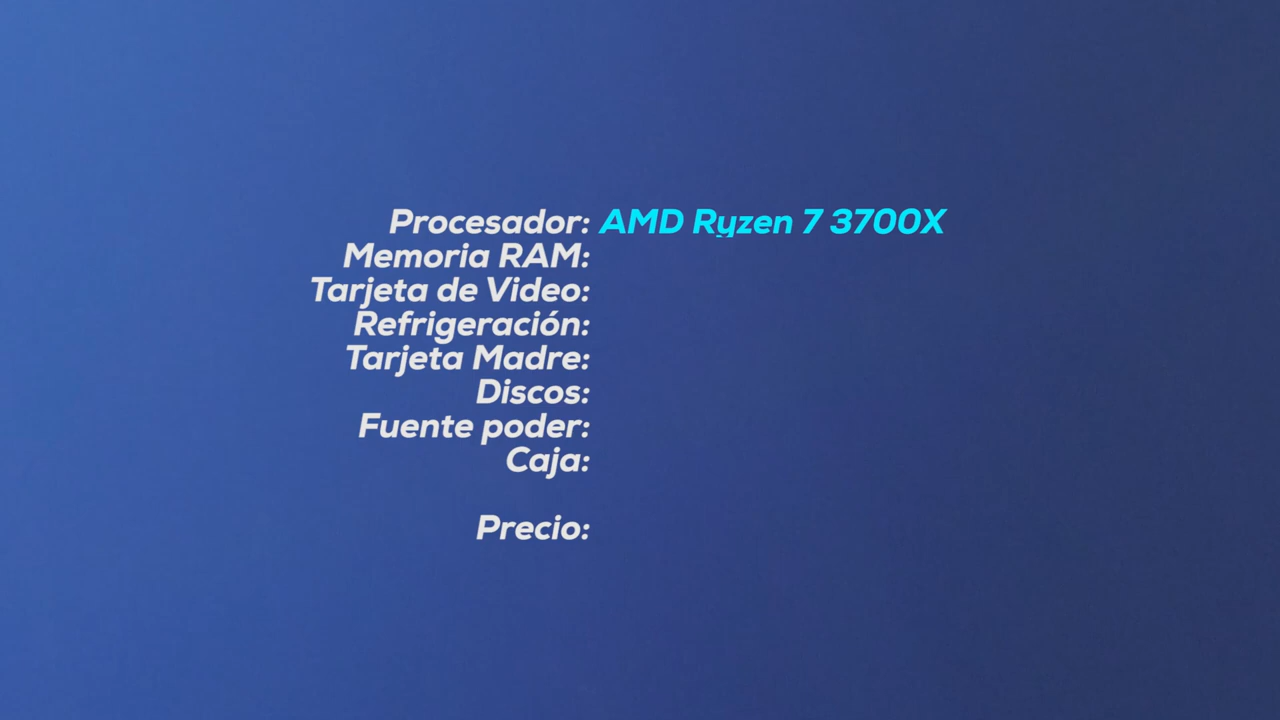 Procesador: AMD Ryzen 7 3700X
Memoria RAM:
Tarjeta de Video:
Refrigeración:
Tarjeta Madre:
Discos:
Fuente poder:
Caja:
Precio: